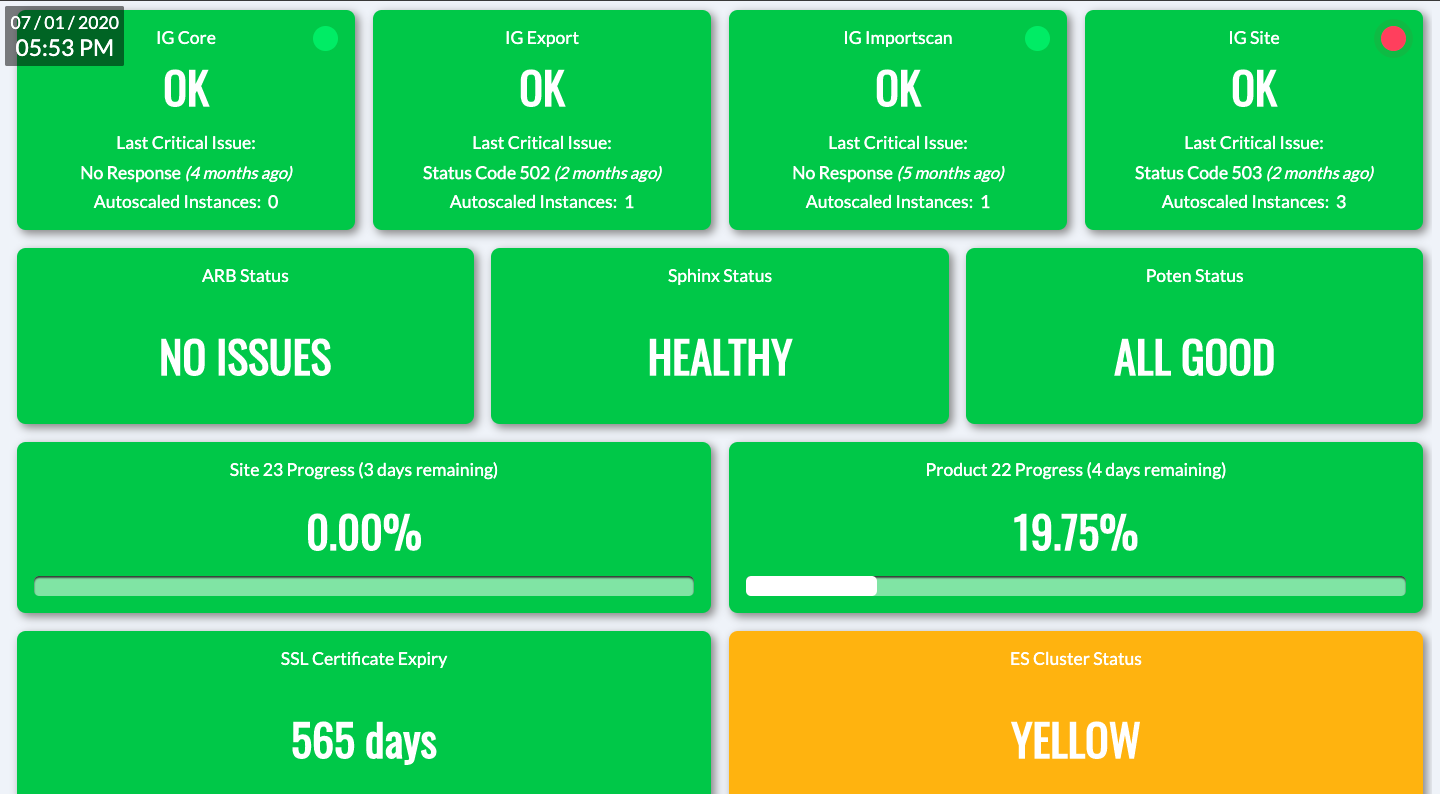 07 / 01 / 2020
05:53 PM
IG Core
OK
Last Critical Issue:
No Response (4 months ago)
Autoscaled Instances: 0
IG Export
OK
Last Critical Issue:
Status Code 502 (2 months ago)
Autoscaled Instances: 1
IG Importscan
OK
Last Critical Issue:
No Response (5 months ago)
Autoscaled Instances: 1
IG Site
OK
Last Critical Issue:
Status Code 503 (2 months ago)
Autoscaled Instances: 3
ARB Status
NO ISSUES
Sphinx Status
HEALTHY
Poten Status
ALL GOOD
Site 23 Progress (3 days remaining)
0.00%
Product 22 Progress (4 days remaining)
19.75%
SSL Certificate Expiry
565 days
ES Cluster Status
YELLOW